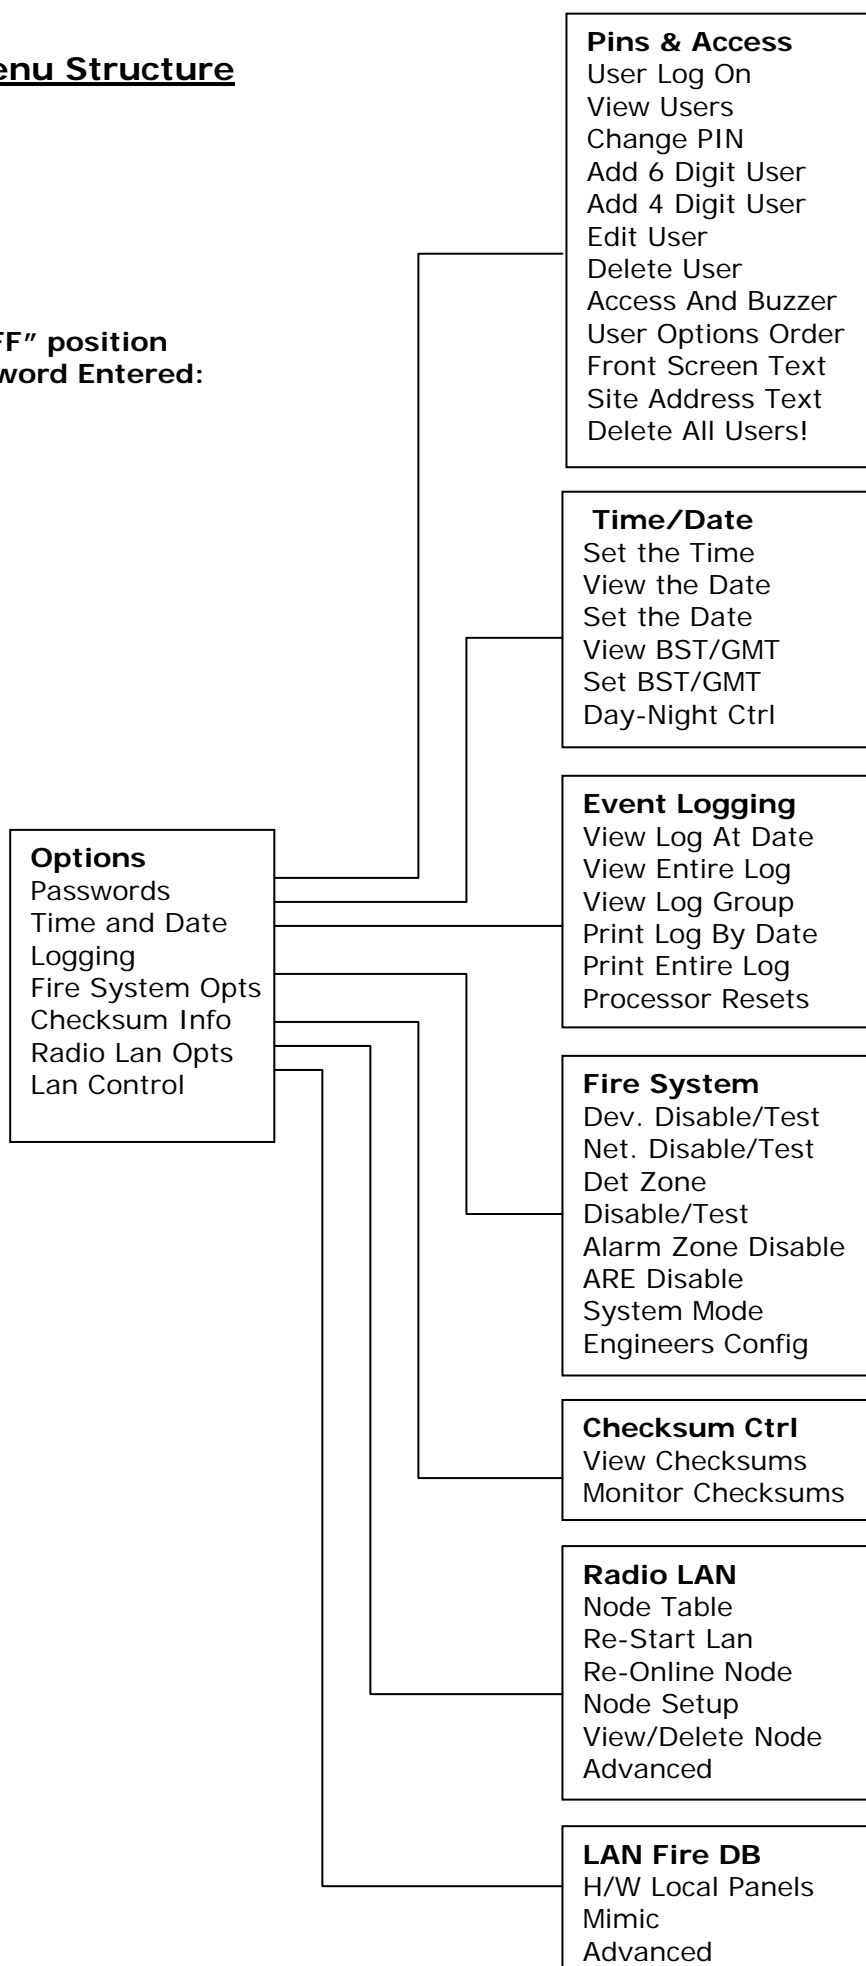 enu Structure
FF” position
word Entered:
Options
Passwords
Time and Date
Logging
Fire System Opts
Checksum Info
Radio Lan Opts
Lan Control
Pins & Access
User Log On
View Users
Change PIN
Add 6 Digit User
Add 4 Digit User
Edit User
Delete User
Access And Buzzer
User Options Order
Front Screen Text
Site Address Text
Delete All Users!
Time/Date
Set the Time
View the Date
Set the Date
View BST/GMT
Set BST/GMT
Day-Night Ctrl
Event Logging
View Log At Date
View Entire Log
View Log Group
Print Log By Date
Print Entire Log
Processor Resets
Fire System
Dev. Disable/Test
Net. Disable/Test
Det Zone
Disable/Test
Alarm Zone Disable
ARE Disable
System Mode
Engineers Config
Checksum Ctrl
View Checksums
Monitor Checksums
Radio LAN
Node Table
Re-Start Lan
Re-Online Node
Node Setup
View/Delete Node
Advanced
LAN Fire DB
H/W Local Panels
Mimic
Advanced